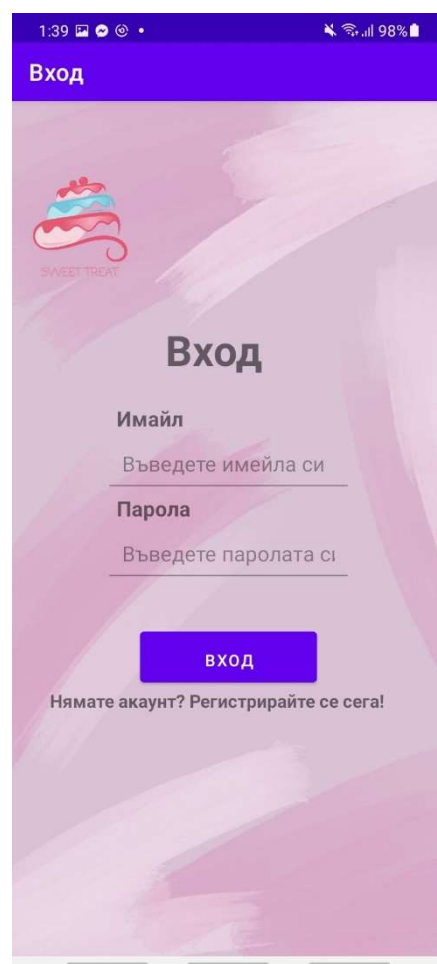 1:39
98%
Вход
SWEET TREAT
Вход
Имайл
Въведете имейла си
Парола
Въведете паролата си
ВХОД
Нямате акаунт? Регистрирайте се сега!